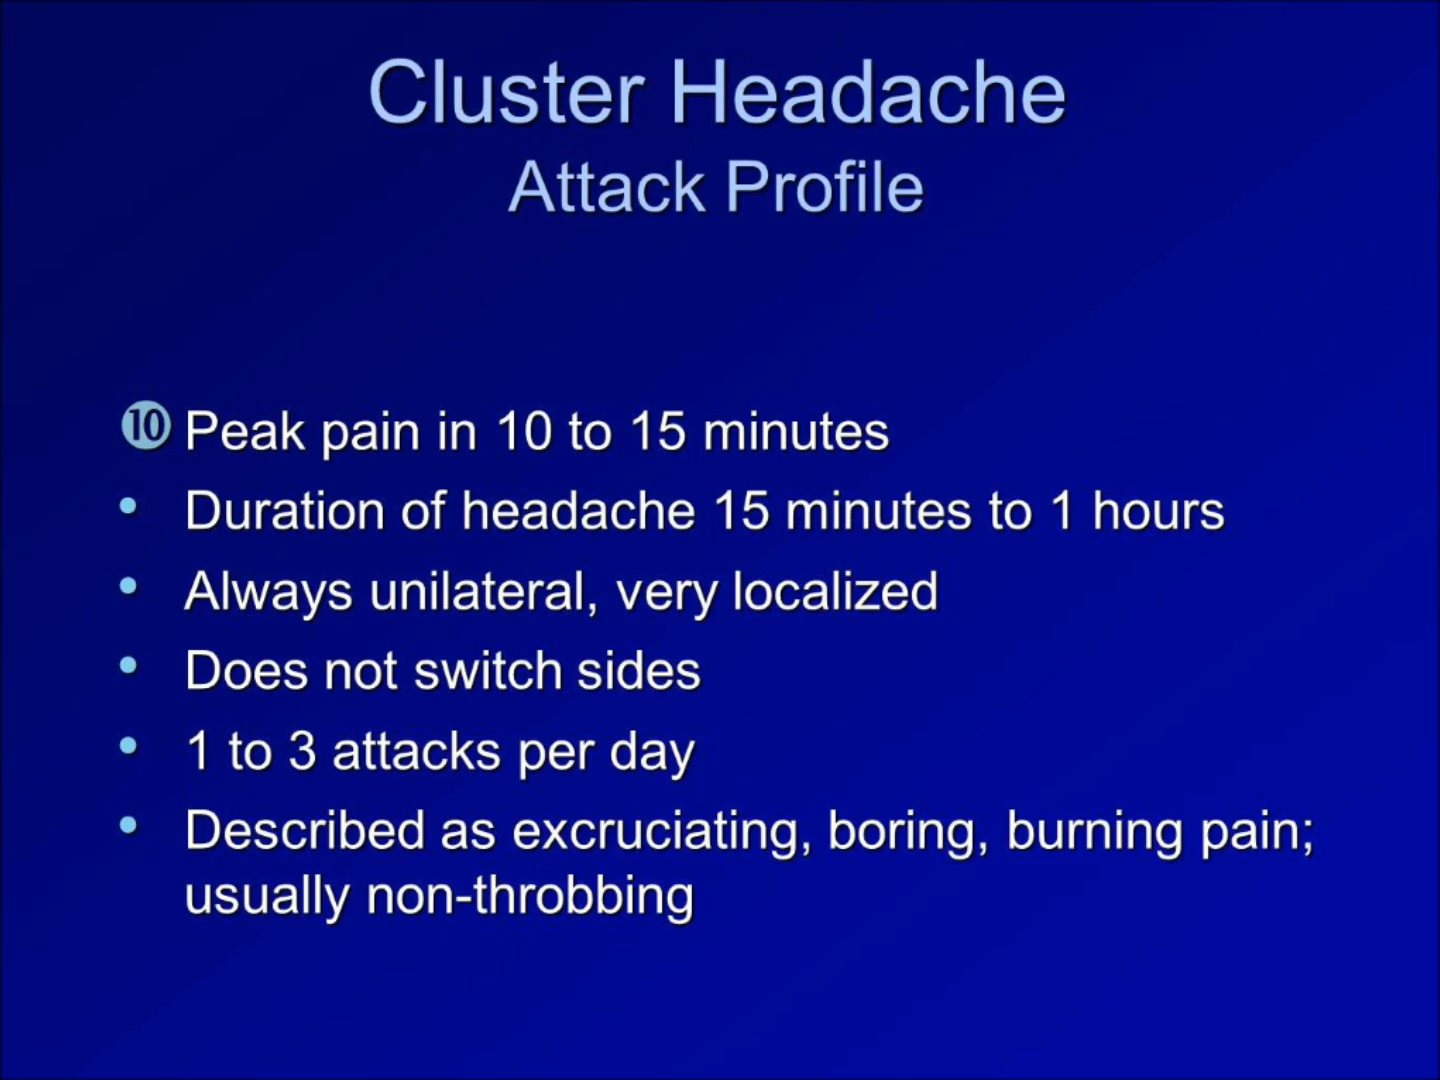 Cluster Headache
Attack Profile
❿ Peak pain in 10 to 15 minutes
• Duration of headache 15 minutes to 1 hours
• Always unilateral, very localized
• Does not switch sides
• 1 to 3 attacks per day
• Described as excruciating, boring, burning pain;
usually non-throbbing